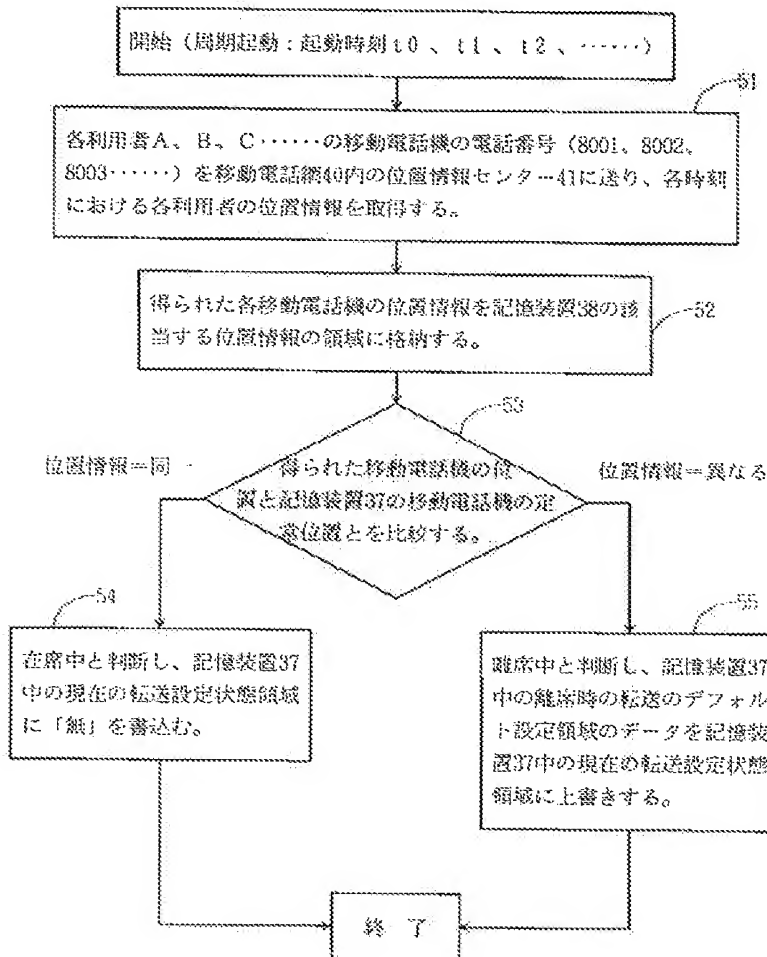 開始（周期起動：起動時刻t0、t1、t2、……）
51
各利用者A、B、C……の移動電話機の電話番号（8001、8002、
8003……）を移動電話網40内の位置情報センター41に送り、各時刻
における各利用者の位置情報を取得する。
得られた各移動電話機の位置情報を記憶装置38の該
当する位置情報の領域に格納する。
52
53
位置情報＝同一
得られた移動電話機の位
置と記憶装置37の移動電話機の定
常位置とを比較する。
位置情報＝異なる
54
在席中と判断し、記憶装置37
中の現在の転送設定状態領域
に「無」を書込む。
55
離席中と判断し、記憶装置37
中の離席時の転送のデフォル
ト設定領域のデータを記憶装
置37中の現在の転送設定状態
領域に上書きする。
終 了